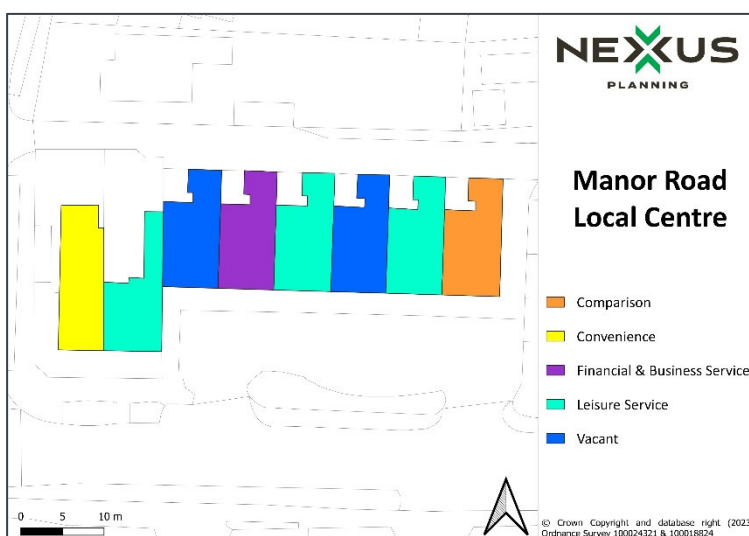 NEXUS
PLANNING
Manor Road
Local Centre
Comparison
Convenience
Financial & Business Service
Leisure Service
Vacant
0 5 10 m
© Crown Copyright and database right (2023
Ordnance Survey 100024321 & 100018824